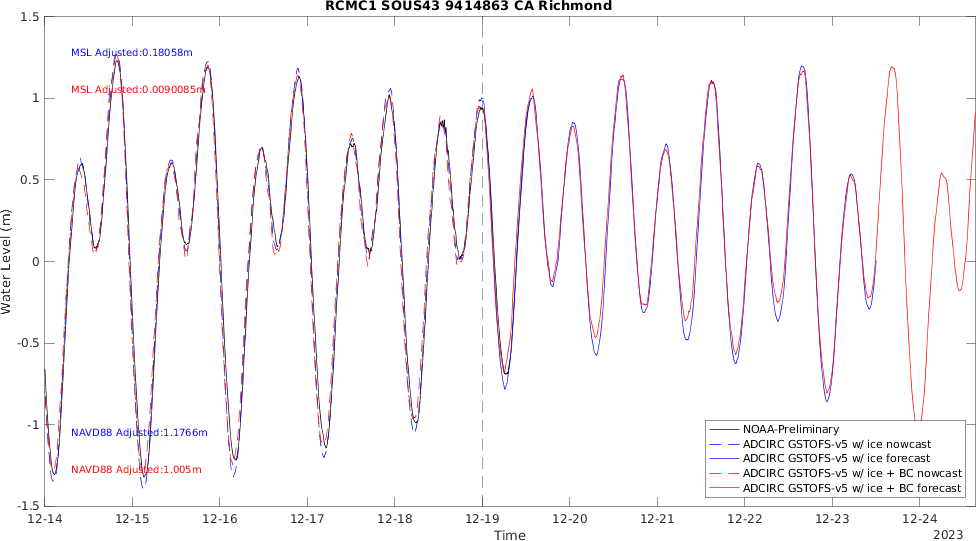 RCMC1 SOUS43 9414863 CA Richmond
1.5
1
0.5
0
-0.5
-1
-1.5
Water Level (m)
MSL Adjusted:0.18058m
MSL Adjusted:0.0090085m
NAVD88 Adjusted:1.1766m
NAVD88 Adjusted:1.005m
NOAA-Preliminary
ADCIRC GSTOFS-v5 w/ ice nowcast
ADCIRC GSTOFS-v5 w/ ice forecast
ADCIRC GSTOFS-v5 w/ ice + BC nowcast
ADCIRC GSTOFS-v5 w/ ice + BC forecast
12-14 12-15 12-16 12-17 12-18 12-19 12-20 12-21 12-22 12-23 12-24
Time
2023